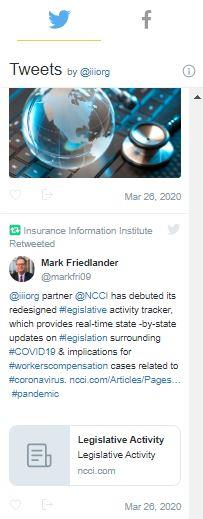 Tweets by @iiiorg
Mar 26, 2020
Insurance Information Institute
Retweeted
Mark Friedlander
@markfri09
@iiiorg partner @NCCI has debuted its
redesigned #legislative activity tracker,
which provides real-time state -by-state
updates on #legislation surrounding
#COVID19 & implications for
#workerscompensation cases related to
#coronavirus. ncci.com/Articles/Pages…
#pandemic
Legislative Activity
Legislative Activity
ncci.com
Mar 26, 2020